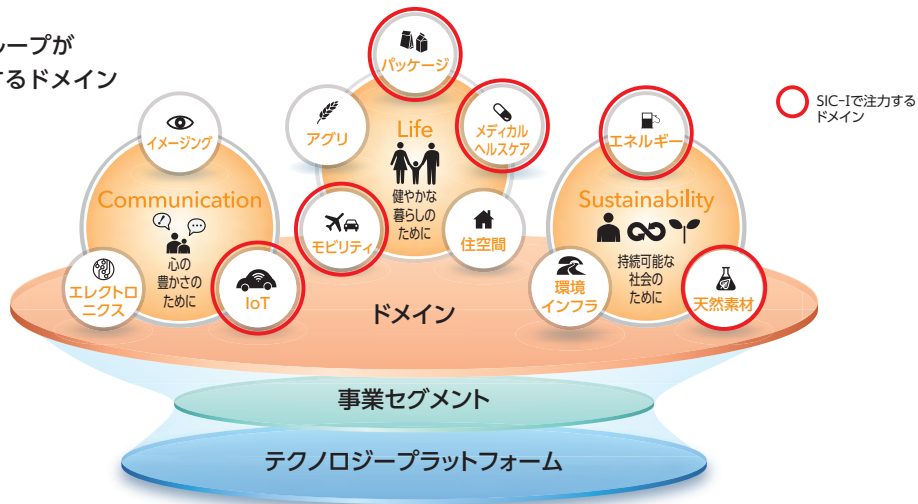 ループが
するドメイン
SIC-Iで注力する
ドメイン
パッケージ
アグリ
Life
メディカル
ヘルスケア
健やかな
暮らしの
ために
モビリティ
住空間
イメージング
Communication
心の
豊かさの
ために
エレクトロ
ニクス
IoT
エネルギー
Sustainability
持続可能な
社会の
ために
環境
インフラ
天然素材
ドメイン
事業セグメント
テクノロジープラットフォーム